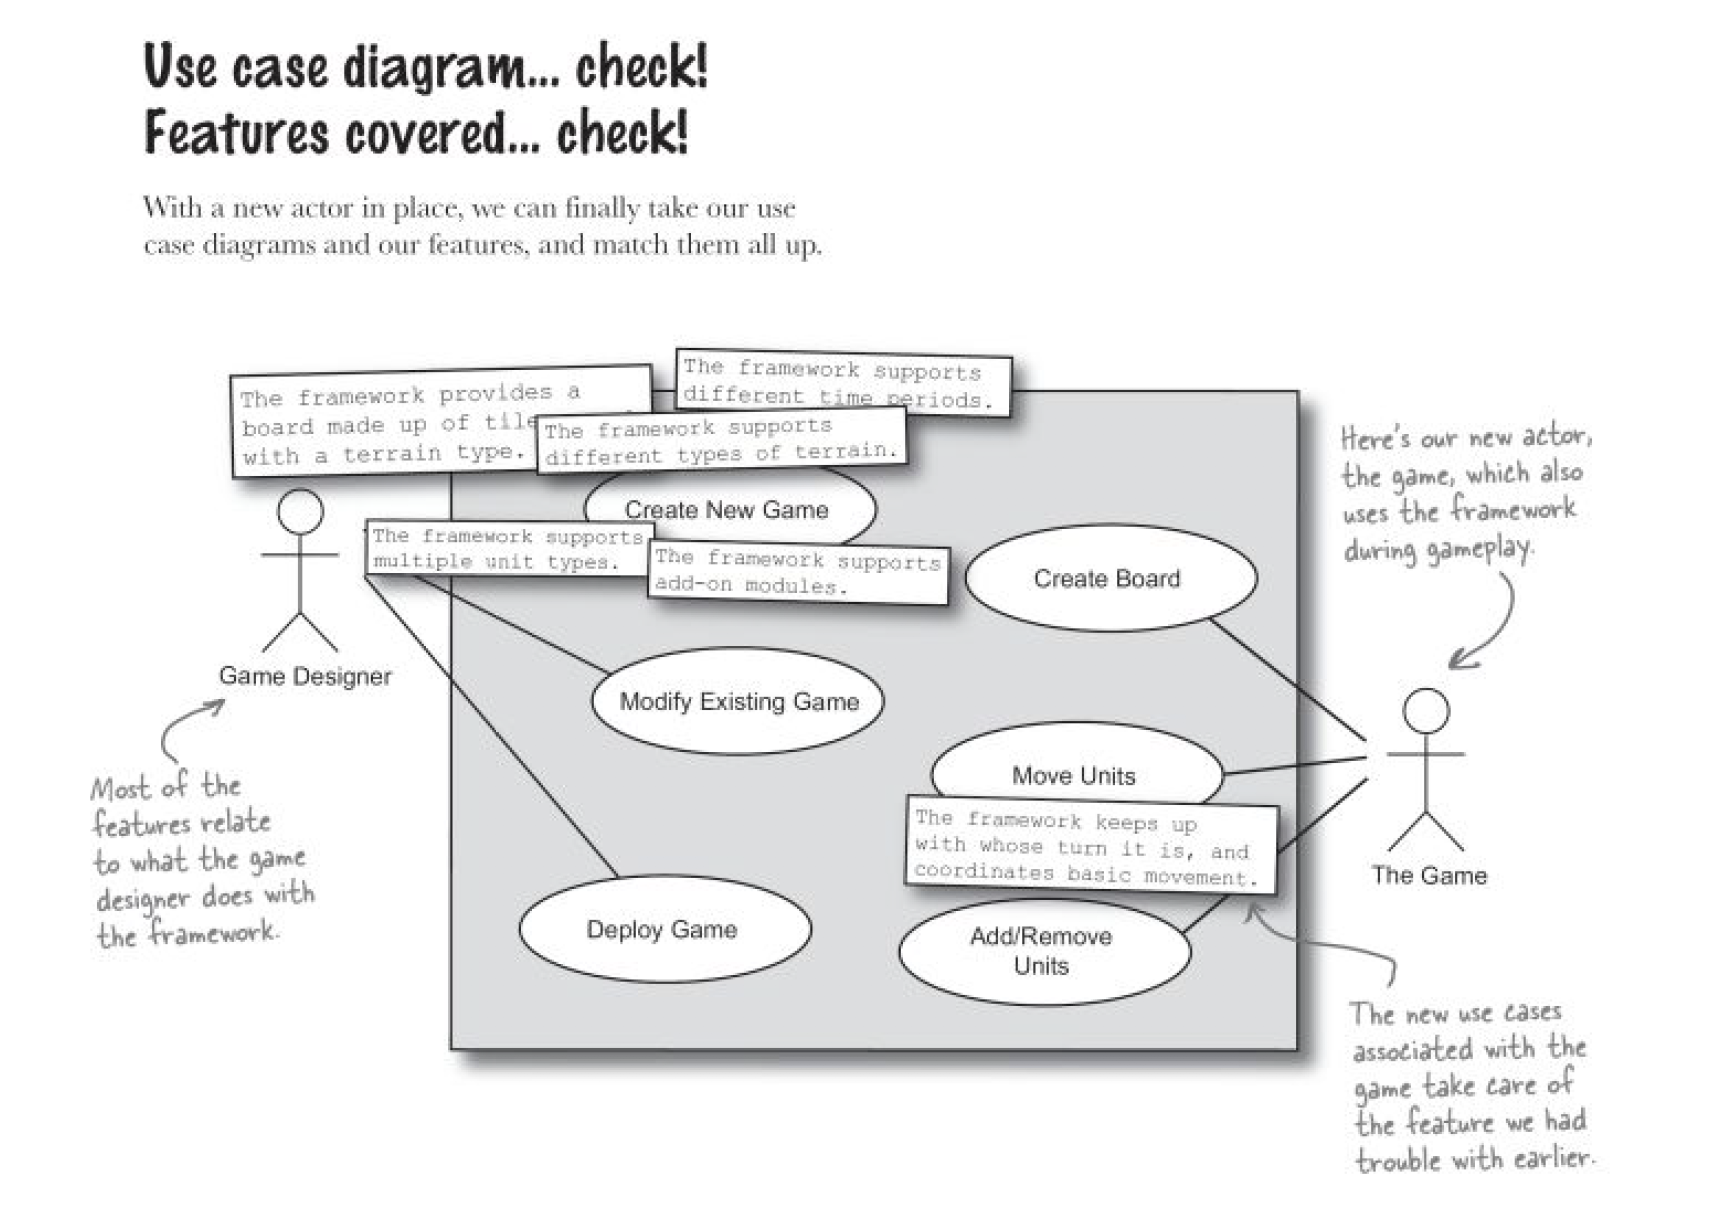 Use case diagram... check!
Features covered... check!
With a new actor in place, we can finally take our use
case diagrams and our features, and match them all up.
The framework provides a
board made up of tile
with a terrain type.
The framework supports
different time periods.
The framework supports
different types of terrain.
Create New Game
The framework supports
multiple unit types.
The framework supports
add-on modules.
Game Designer
Most of the
features relate
to what the game
designer does with
the framework.
Modify Existing Game
Deploy Game
Create Board
Move Units
The framework keeps up
with whose turn it is, and
coordinates basic movement.
Add/Remove
Units
Here's our new actor,
the game, which also
uses the framework
during gameplay.
The Game
The new use cases
associated with the
game take care of
the feature we had
trouble with earlier.